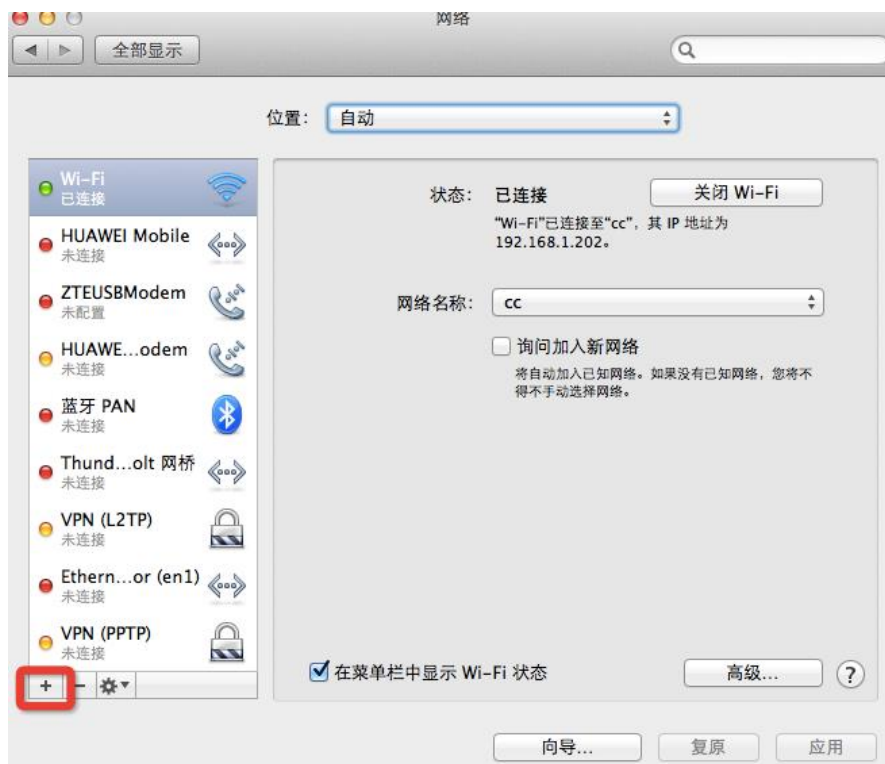 网络
全部显示
位置： 自动
Wi-Fi
已连接
HUAWEI Mobile
未连接
ZTEUSBModem
未配置
HUAWE...odem
未连接
蓝牙 PAN
未连接
Thund...olt 网桥
未连接
VPN (L2TP)
未连接
Ethern...or (en1)
未连接
VPN (PPTP)
未连接
状态： 已连接 关闭 Wi-Fi
"Wi-Fi"已连接至"cc"，其 IP 地址为
192.168.1.202。
网络名称： cc
询问加入新网络
将自动加入已知网络。如果没有已知网络，您将不
得不手动选择网络。
在菜单栏中显示 Wi-Fi 状态 高级... ?
+ −
向导... 复原 应用